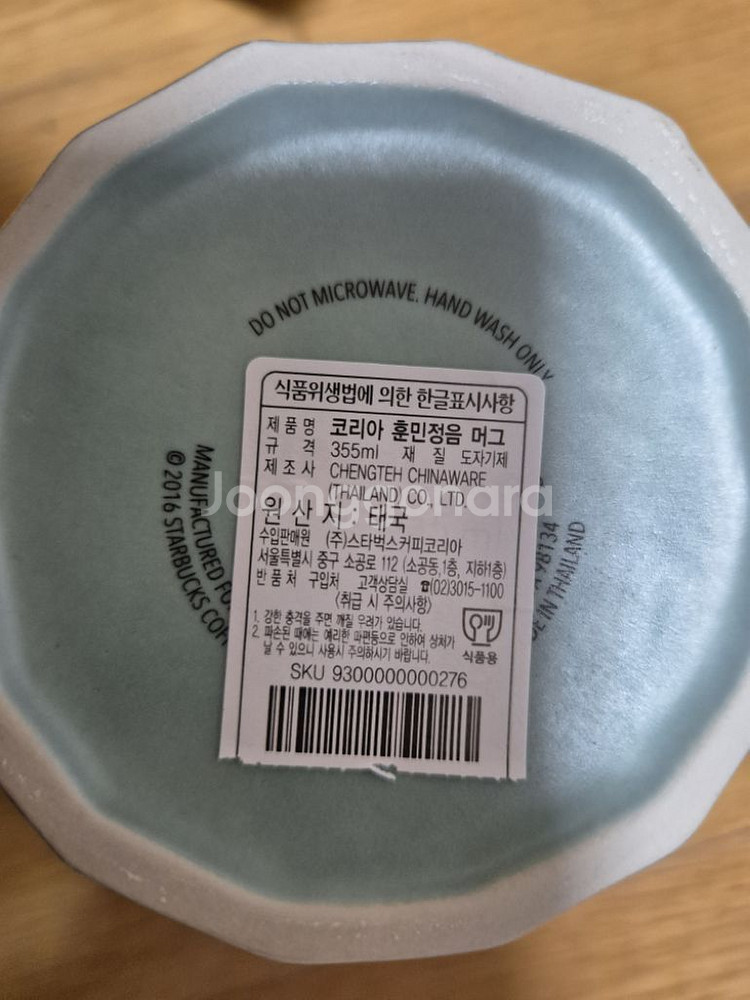 DO NOT MICROWAVE. HAND WASH ONLY
식품위생법에 의한 한글표시사항
제 품 명 코리아 훈민정음 머그
규 격 355ml 재 질 도자기제
제 조 사 CHENGTEH CHINAWARE
(THAILAND) CO., LTD.
원 산 지 태국
수입판매원 (주)스타벅스커피코리아
서울특별시 중구 소공로 112 (소공동,1층, 지하1층)
반 품 처 구입처 고객상담실 ☎(02)3015-1100
(취급 시 주의사항)
1. 강한 충격을 주면 깨질 우려가 있습니다.
2. 파손된 때에는 예리한 파편등으로 인하여 상처가
날 수 있으니 사용시 주의하시기 바랍니다.
식품용
SKU 9300000000276
MANUFACTURED
© 2016 STARBUCKS
98134
IN THAILAND
Joonggonara